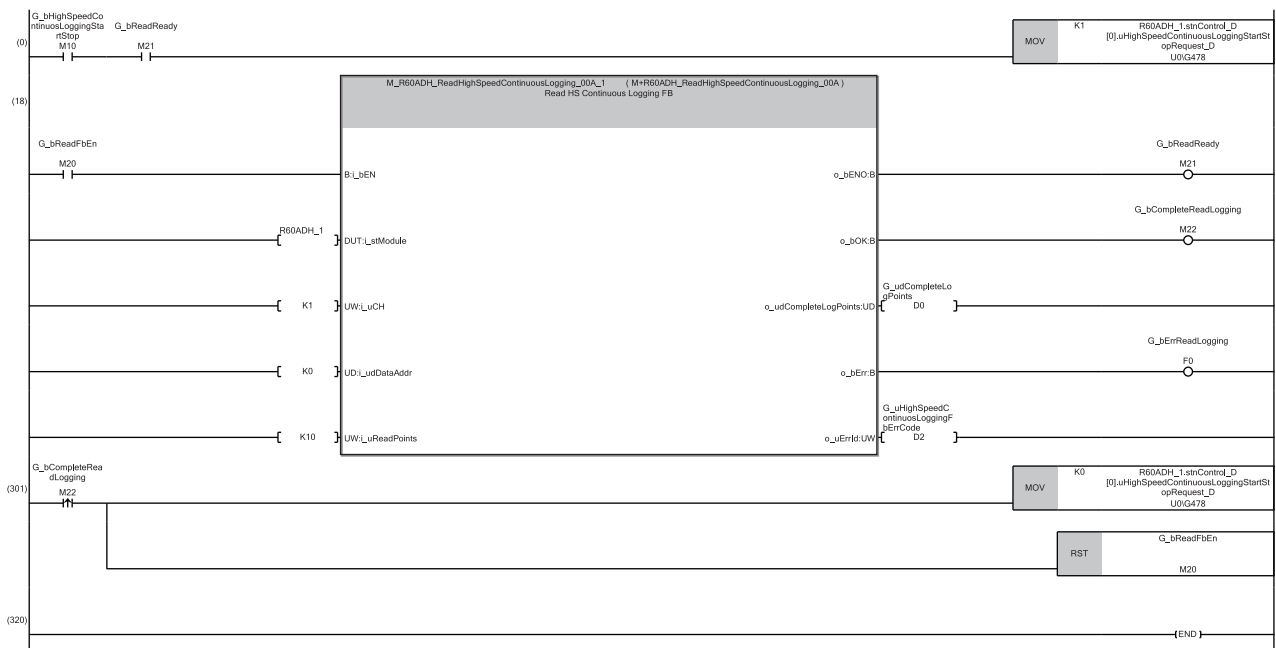 G_bHighSpeedCo
ntinuosLoggingSta
rtStop
M10
G_bReadReady
M21
(0)
MOV
K1
R60ADH_1.stnControl_D
[0].uHighSpeedContinuousLoggingStartSt
opRequest_D
U0\G478
(18)
M_R60ADH_ReadHighSpeedContinuousLogging_00A_1 ( M+R60ADH_ReadHighSpeedContinuousLogging_00A )
Read HS Continuous Logging FB
G_bReadFbEn
M20
B:i_bEN
o_bENO:B
G_bReadReady
M21
R60ADH_1
DUT:i_stModule
o_bOK:B
G_bCompleteReadLogging
M22
K1
UW:i_uCH
o_udCompleteLogPoints:UD
G_udCompleteLo
gPoints
D0
K0
UD:i_udDataAddr
o_bErr:B
G_bErrReadLogging
F0
K10
UW:i_uReadPoints
o_uErrId:UW
G_uHighSpeedC
ontinuosLoggingF
bErrCode
D2
(301)
G_bCompleteRea
dLogging
M22
MOV
K0
R60ADH_1.stnControl_D
[0].uHighSpeedContinuousLoggingStartSt
opRequest_D
U0\G478
RST
G_bReadFbEn
M20
(320)
END